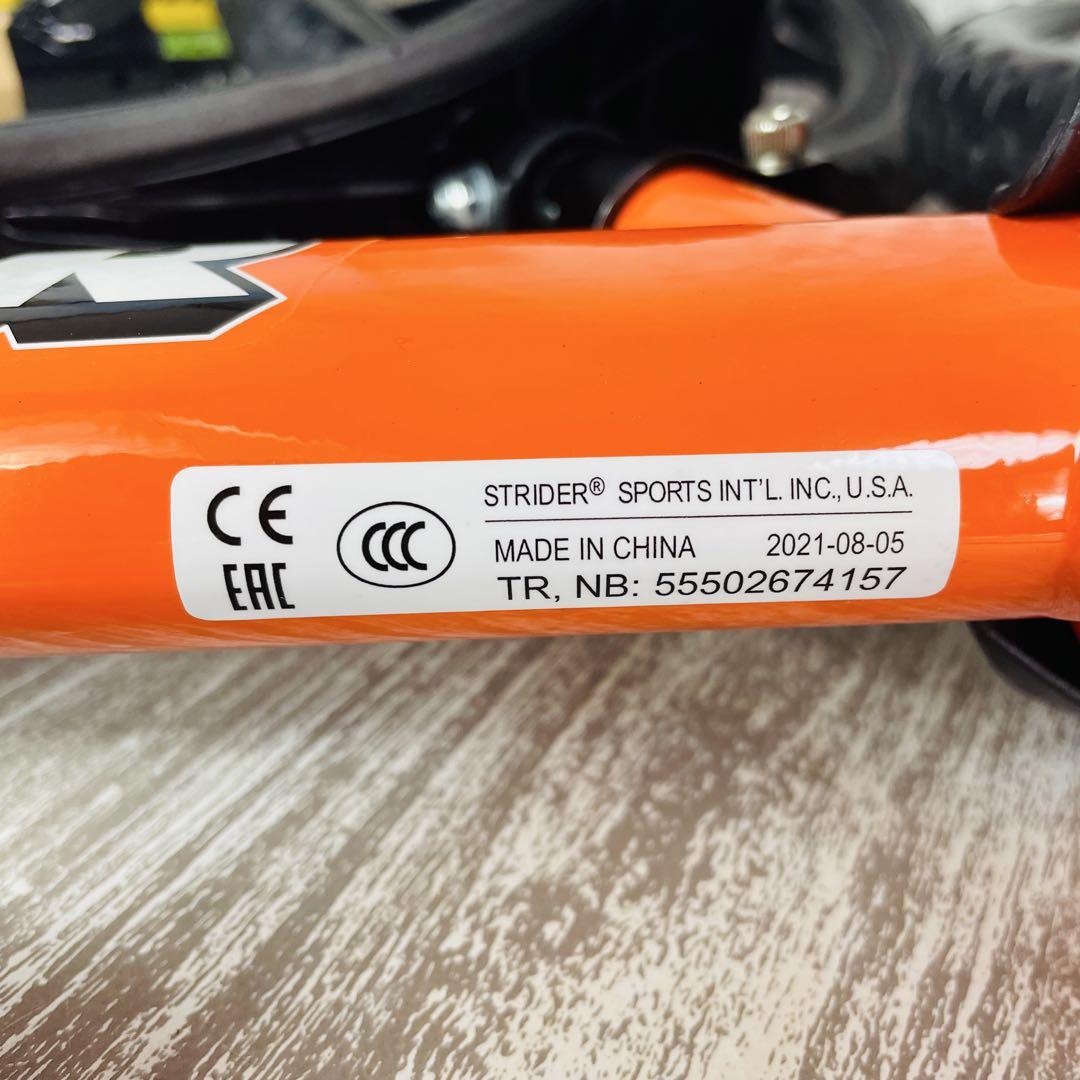 CE
EAC
CCC
STRIDER® SPORTS INT'L. INC., U.S.A.
MADE IN CHINA 2021-08-05
TR, NB: 55502674157